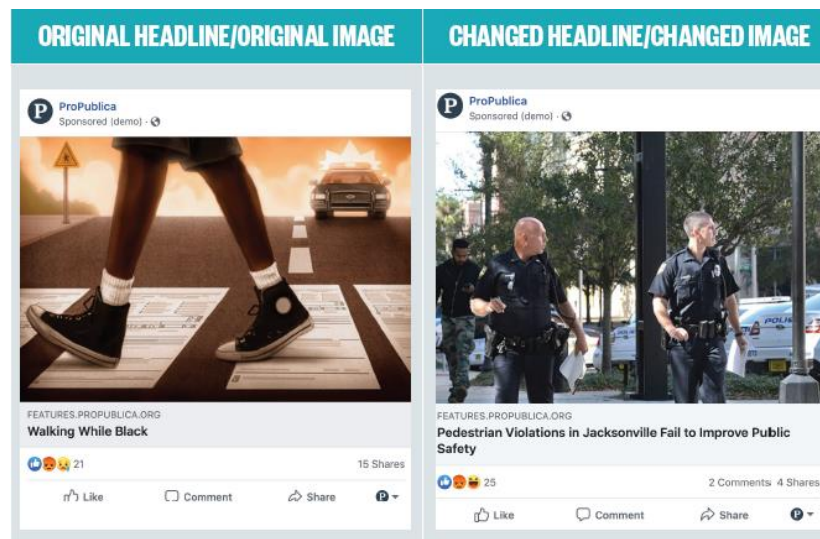 ORIGINAL HEADLINE/ORIGINAL IMAGE
CHANGED HEADLINE/CHANGED IMAGE
ProPublica
Sponsored (demo) ·
FEATURES.PROPUBLICA.ORG
Walking While Black
21
15 Shares
Like
Comment
Share
P
ProPublica
Sponsored (demo) ·
POLICE
FEATURES.PROPUBLICA.ORG
Pedestrian Violations in Jacksonville Fail to Improve Public
Safety
25
2 Comments 4 Shares
Like
Comment
Share
P